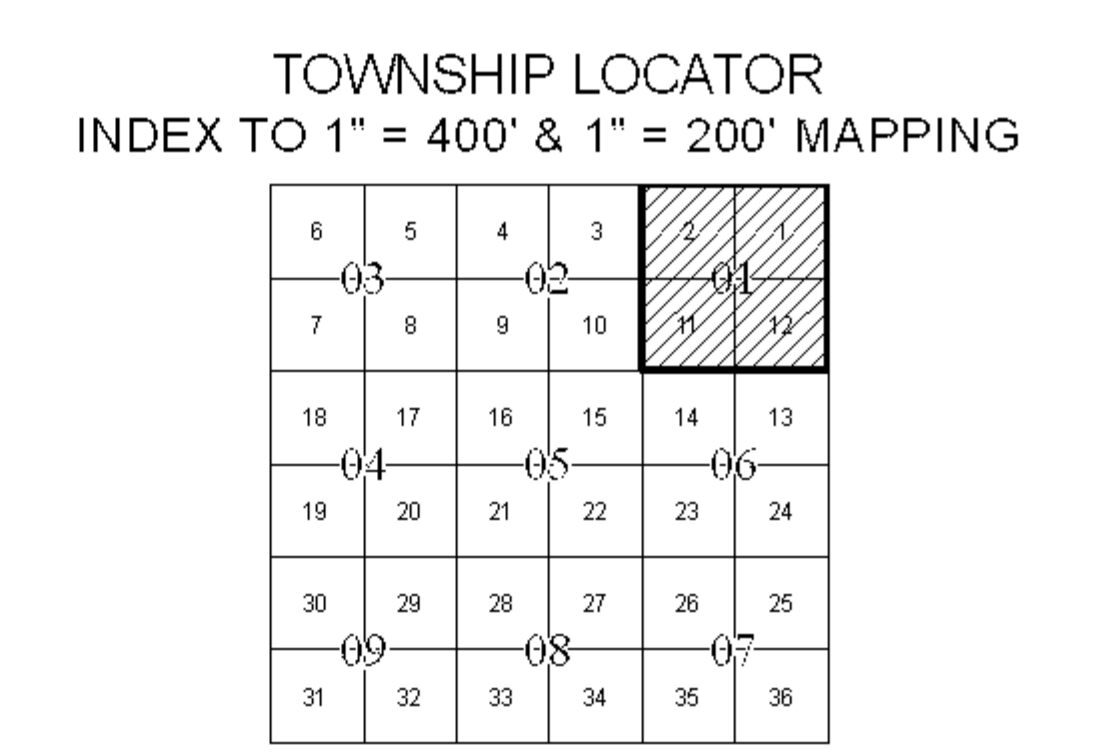 TOWNSHIP LOCATOR
INDEX TO 1" = 400' & 1" = 200' MAPPING
6 5 4 3 2 1
03 02 01
7 8 9 10 11 12
18 17 16 15 14 13
04 05 06
19 20 21 22 23 24
30 29 28 27 26 25
09 08 07
31 32 33 34 35 36